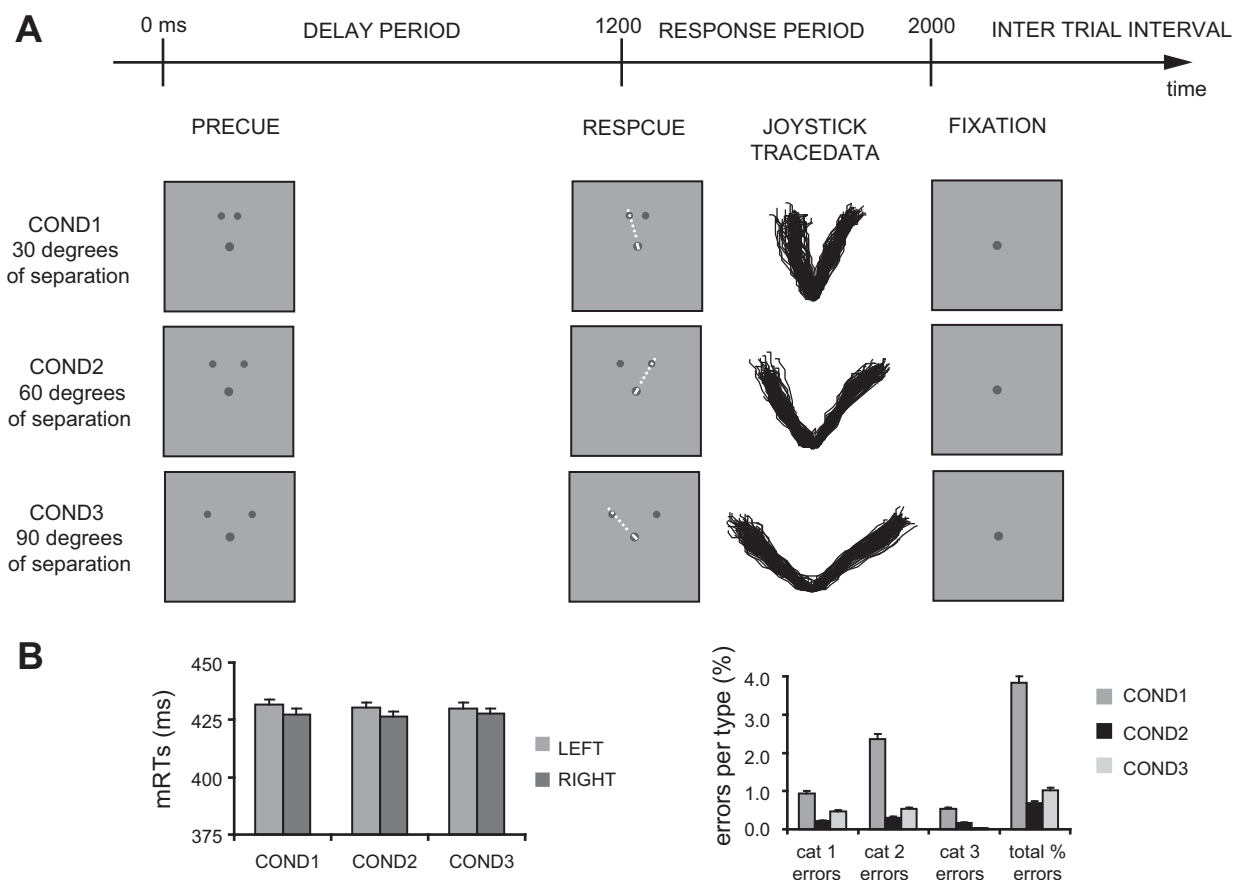 A
0 ms DELAY PERIOD 1200 RESPONSE PERIOD 2000 INTER TRIAL INTERVAL
time
PRECUE RESPCUE JOYSTICK FIXATION
TRACEDATA
COND1
30 degrees
of separation
COND2
60 degrees
of separation
COND3
90 degrees
of separation
B
mRTs (ms)
450
425
400
375
COND1 COND2 COND3
LEFT
RIGHT
errors per type (%)
4.0
3.0
2.0
1.0
0.0
cat 1 cat 2 cat 3 total %
errors errors errors errors
COND1
COND2
COND3